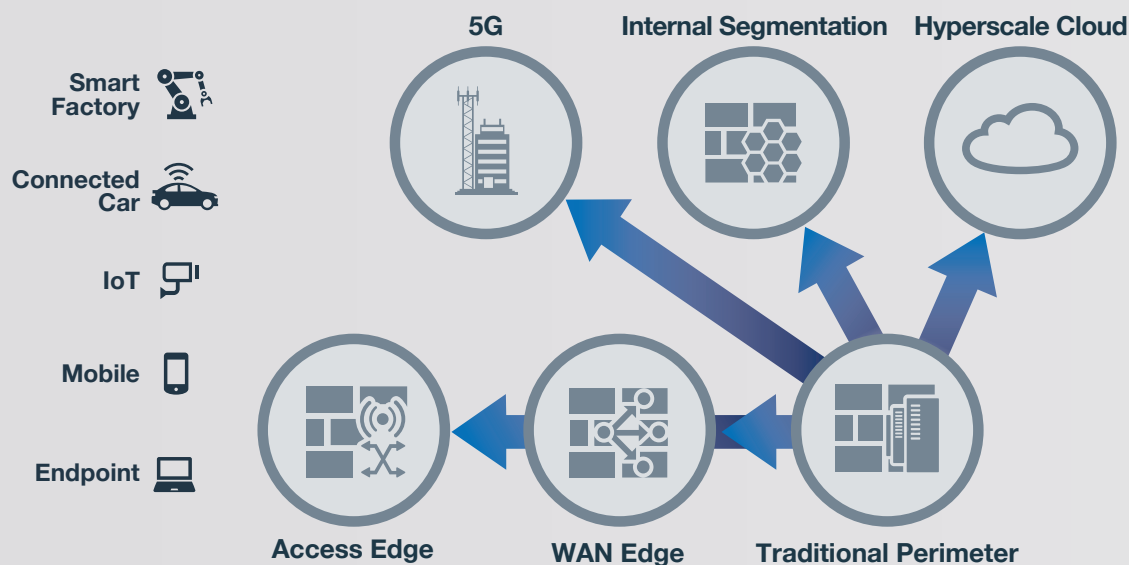 5G
Internal Segmentation
Hyperscale Cloud
Smart
Factory
Connected
Car
IoT
Mobile
Endpoint
Access Edge
WAN Edge
Traditional Perimeter